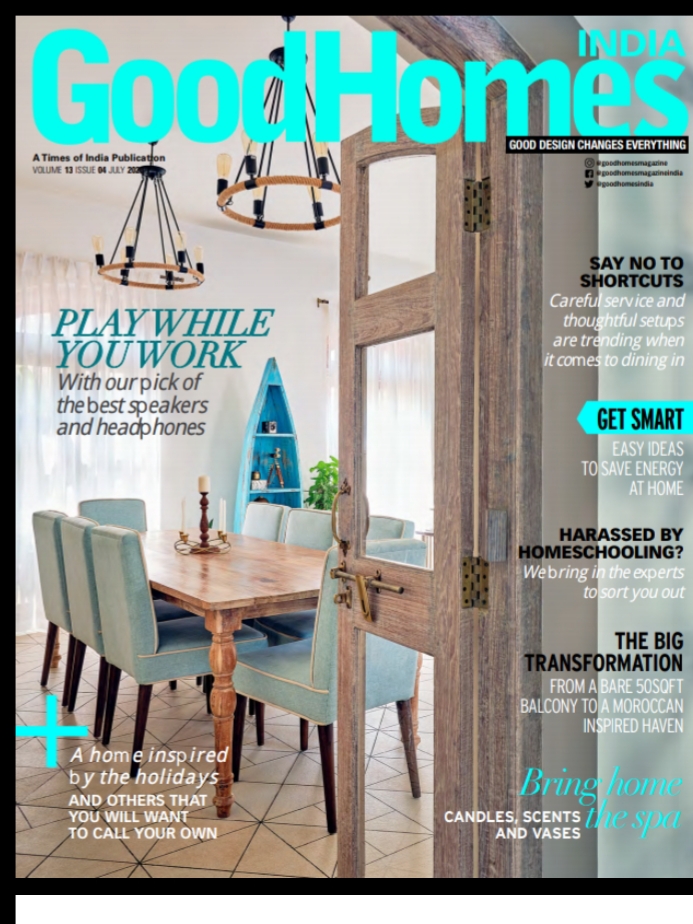 INDIA
GoodHomes
GOOD DESIGN CHANGES EVERYTHING
A Times of India Publication
VOLUME 13 ISSUE 04 JULY
@goodhomesmagazine
@goodhomesmagazineindia
@goodhomesindia
SAY NO TO
SHORTCUTS
Careful service and
thoughtful setups
are trending when
it comes to dining in
PLAY WHILE
YOU WORK
With our pick of
the best speakers
and headphones
GET SMART
EASY IDEAS
TO SAVE ENERGY
AT HOME
HARASSED BY
HOMESCHOOLING?
We bring in the experts
to sort you out
THE BIG
TRANSFORMATION
FROM A BARE 50SQFT
BALCONY TO A MOROCCAN
INSPIRED HAVEN
+
A home inspired
by the holidays
AND OTHERS THAT
YOU WILL WANT
TO CALL YOUR OWN
Bring home
the spa
CANDLES, SCENTS
AND VASES